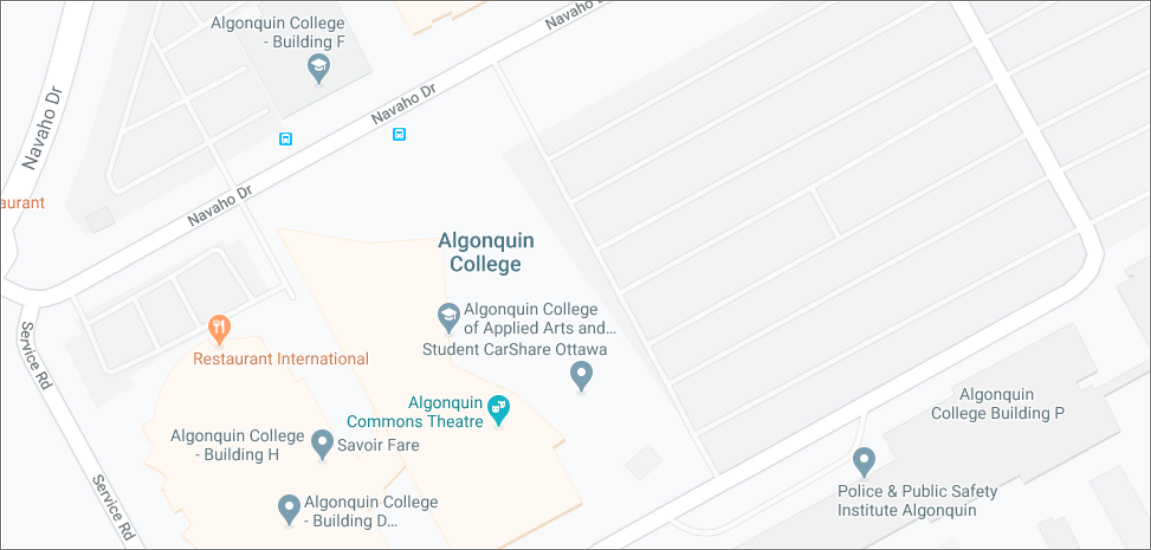 Algonquin College
- Building F
Navaho Dr
Navaho Dr
Navaho Dr
Navaho D
aurant
Algonquin
College
Algonquin College
of Applied Arts and...
Student CarShare Ottawa
Service Rd
Restaurant International
Algonquin
Commons Theatre
Algonquin
College Building P
Algonquin College
- Building H
Savoir Fare
Service Rd
Algonquin College
- Building D...
Police & Public Safety
Institute Algonquin